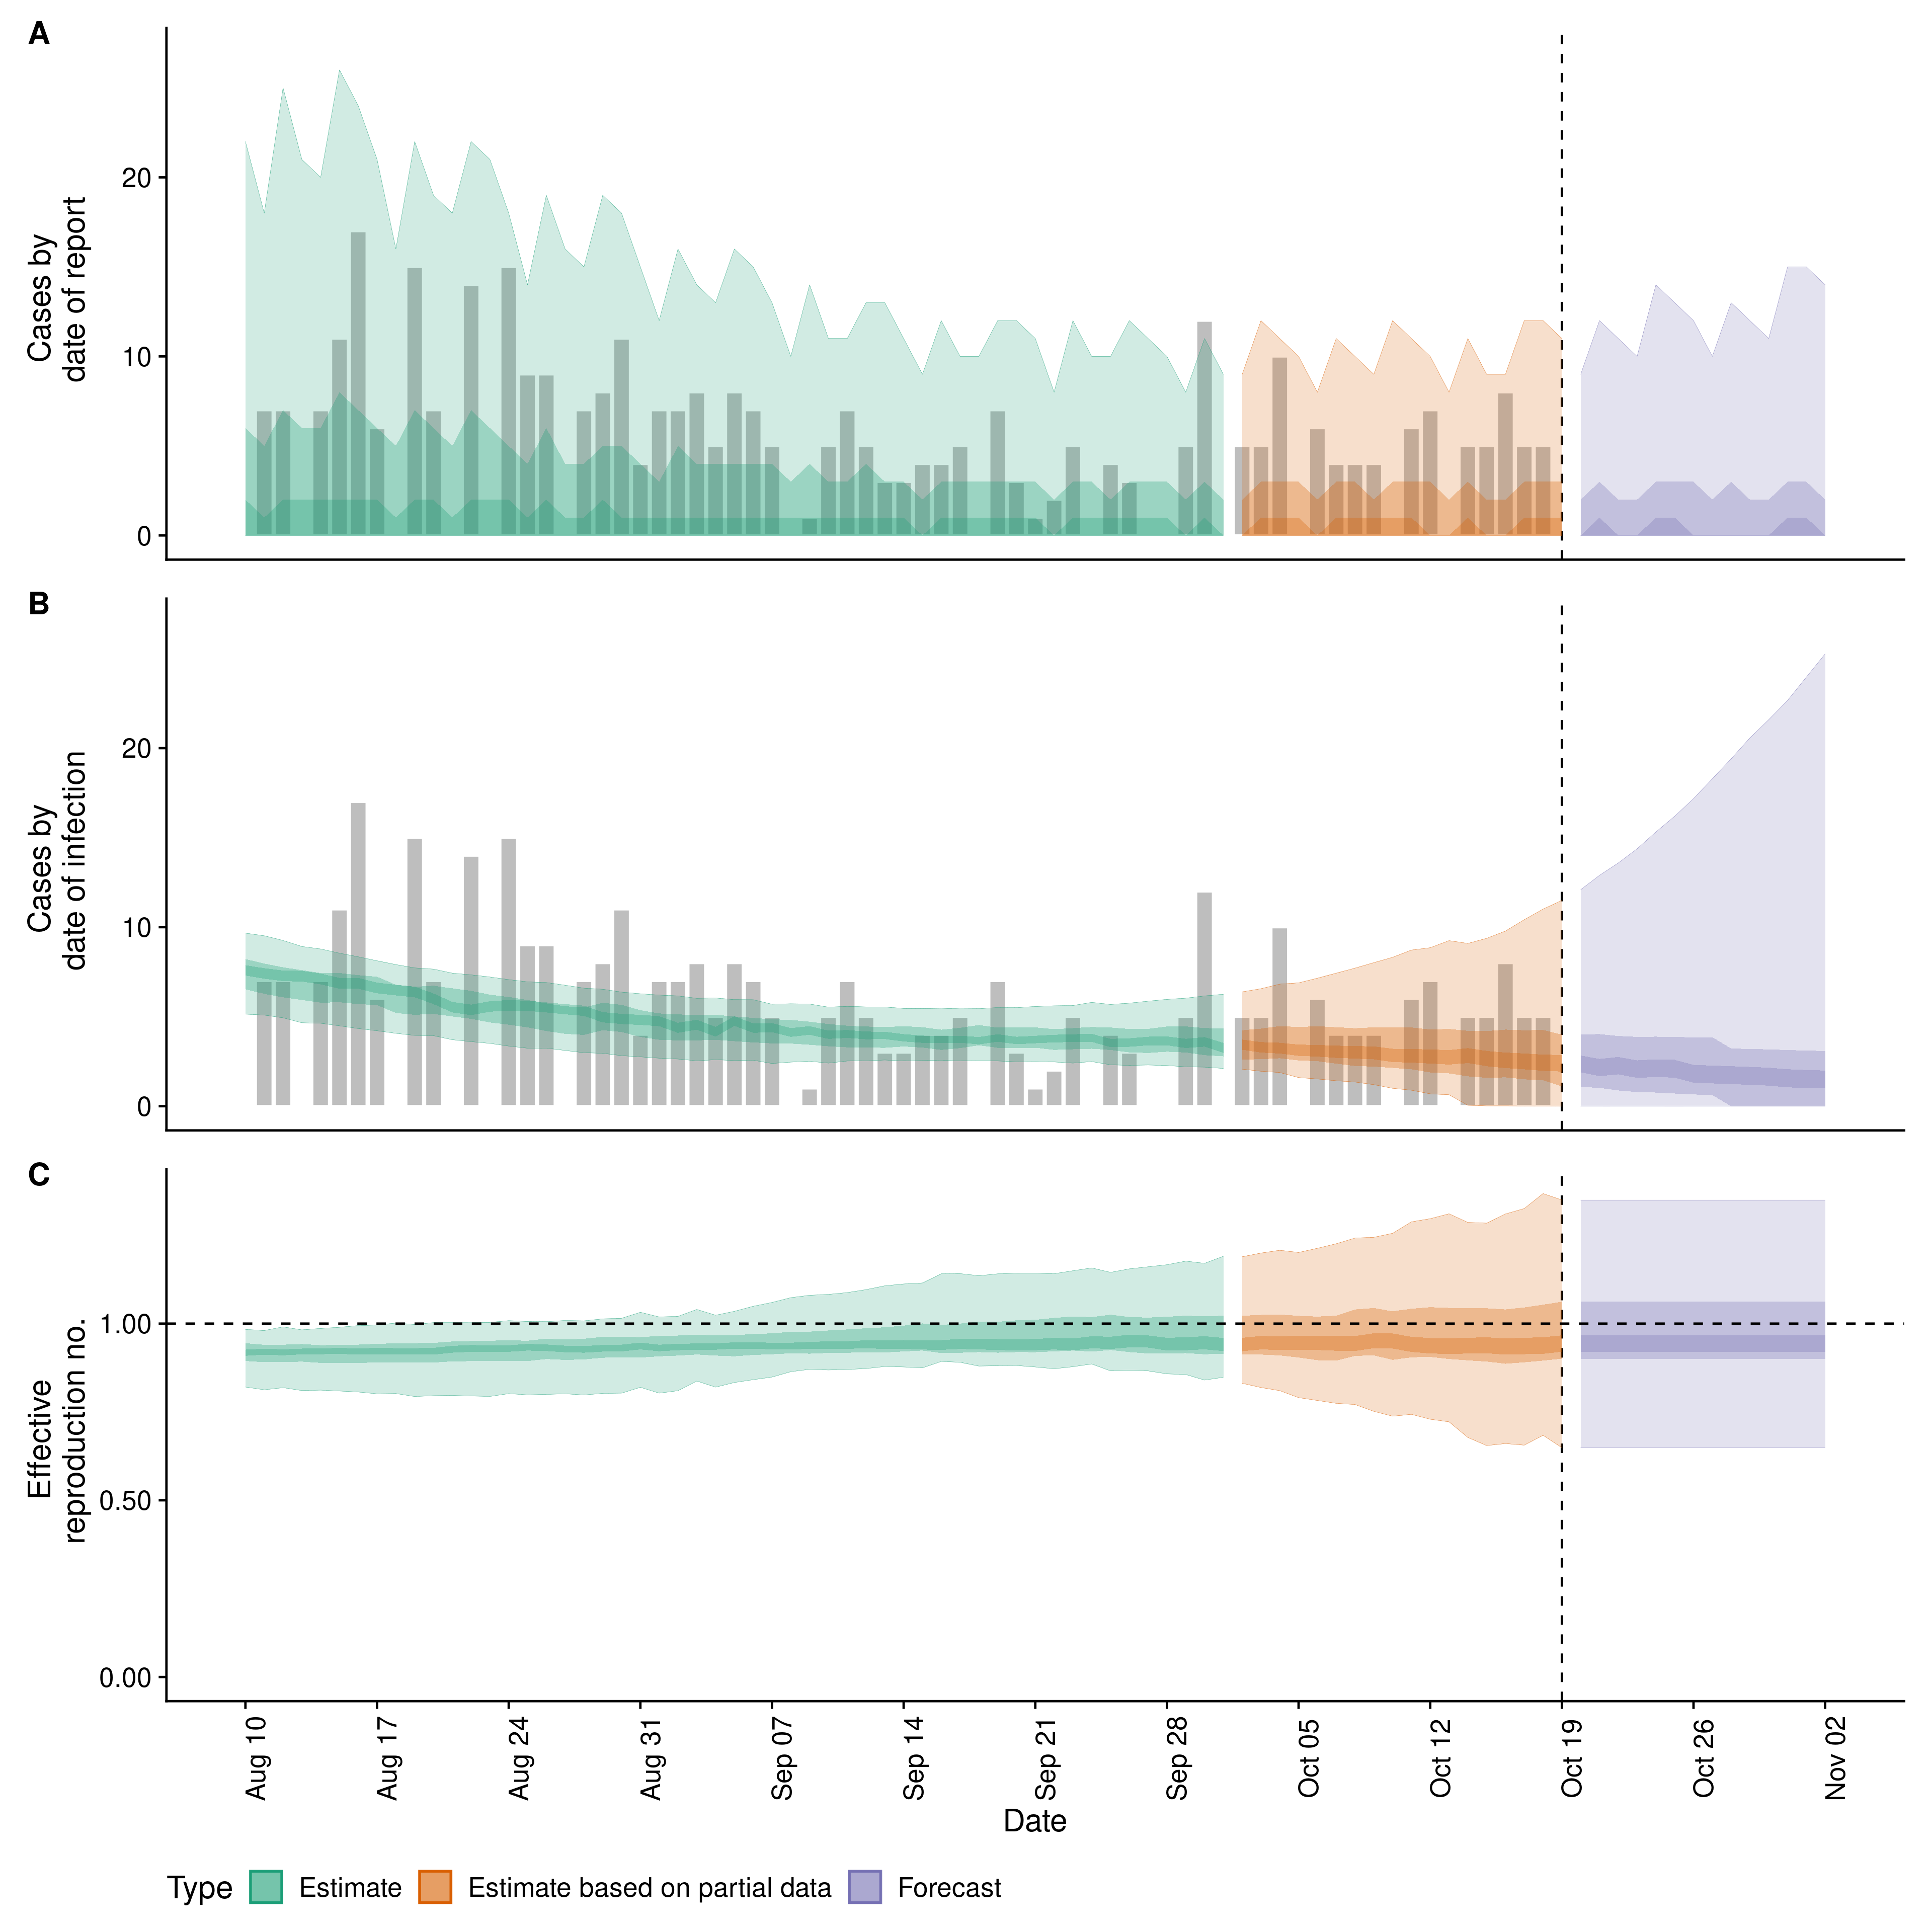 A
Cases by
date of report
20
10
0
B
Cases by
date of infection
20
10
0
C
Effective
reproduction no.
1.00
0.50
0.00
Aug 10
Aug 17
Aug 24
Aug 31
Sep 07
Sep 14
Sep 21
Sep 28
Oct 05
Oct 12
Oct 19
Oct 26
Nov 02
Date
Type Estimate Estimate based on partial data Forecast